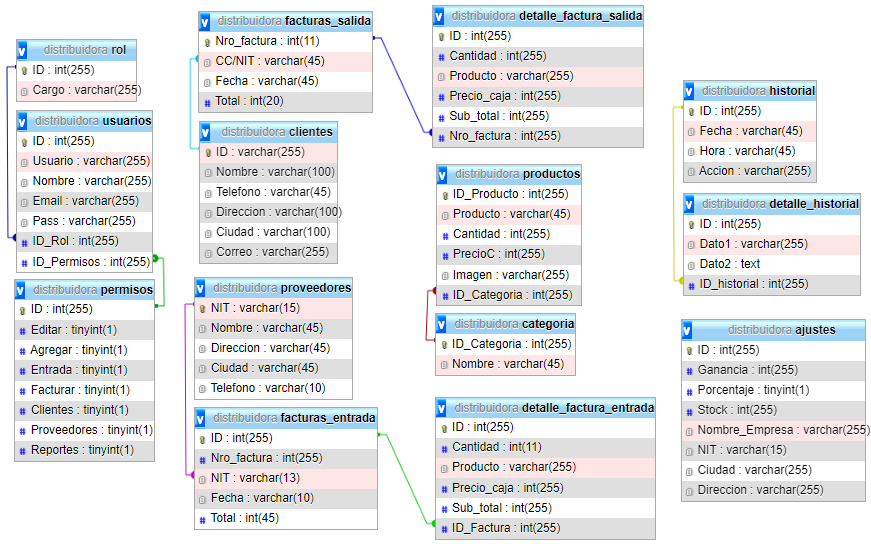 distribuidora rol
ID : int(255)
Cargo : varchar(255)
distribuidora usuarios
ID : int(255)
Usuario : varchar(255)
Nombre : varchar(255)
Email : varchar(255)
Pass : varchar(255)
ID_Rol : int(255)
ID_Permisos : int(255)
distribuidora permisos
ID : int(255)
Editar : tinyint(1)
Agregar : tinyint(1)
Entrada : tinyint(1)
Facturar : tinyint(1)
Clientes : tinyint(1)
Proveedores : tinyint(1)
Reportes : tinyint(1)
distribuidora facturas_salida
Nro_factura : int(11)
CC/NIT : varchar(45)
Fecha : varchar(45)
Total : int(20)
distribuidora clientes
ID : varchar(255)
Nombre : varchar(100)
Telefono : varchar(45)
Direccion : varchar(100)
Ciudad : varchar(100)
Correo : varchar(255)
distribuidora proveedores
NIT : varchar(15)
Nombre : varchar(45)
Direccion : varchar(45)
Ciudad : varchar(45)
Telefono : varchar(10)
distribuidora facturas_entrada
ID : int(255)
Nro_factura : int(255)
NIT : varchar(13)
Fecha : varchar(10)
Total : int(45)
distribuidora detalle_factura_salida
ID : int(255)
Cantidad : int(255)
Producto : varchar(255)
Precio_caja : int(255)
Sub_total : int(255)
Nro_factura : int(255)
distribuidora productos
ID_Producto : int(255)
Producto : varchar(45)
Cantidad : int(255)
PrecioC : int(255)
Imagen : varchar(255)
ID_Categoria : int(255)
distribuidora categoria
ID_Categoria : int(255)
Nombre : varchar(45)
distribuidora detalle_factura_entrada
ID : int(255)
Cantidad : int(11)
Producto : varchar(255)
Precio_caja : int(255)
Sub_total : int(255)
ID_Factura : int(255)
distribuidora historial
ID : int(255)
Fecha : varchar(45)
Hora : varchar(45)
Accion : varchar(255)
distribuidora detalle_historial
ID : int(255)
Dato1 : varchar(255)
Dato2 : text
ID_historial : int(255)
distribuidora ajustes
ID : int(255)
Ganancia : int(255)
Porcentaje : tinyint(1)
Stock : int(255)
Nombre_Empresa : varchar(255)
NIT : varchar(15)
Ciudad : varchar(255)
Direccion : varchar(255)